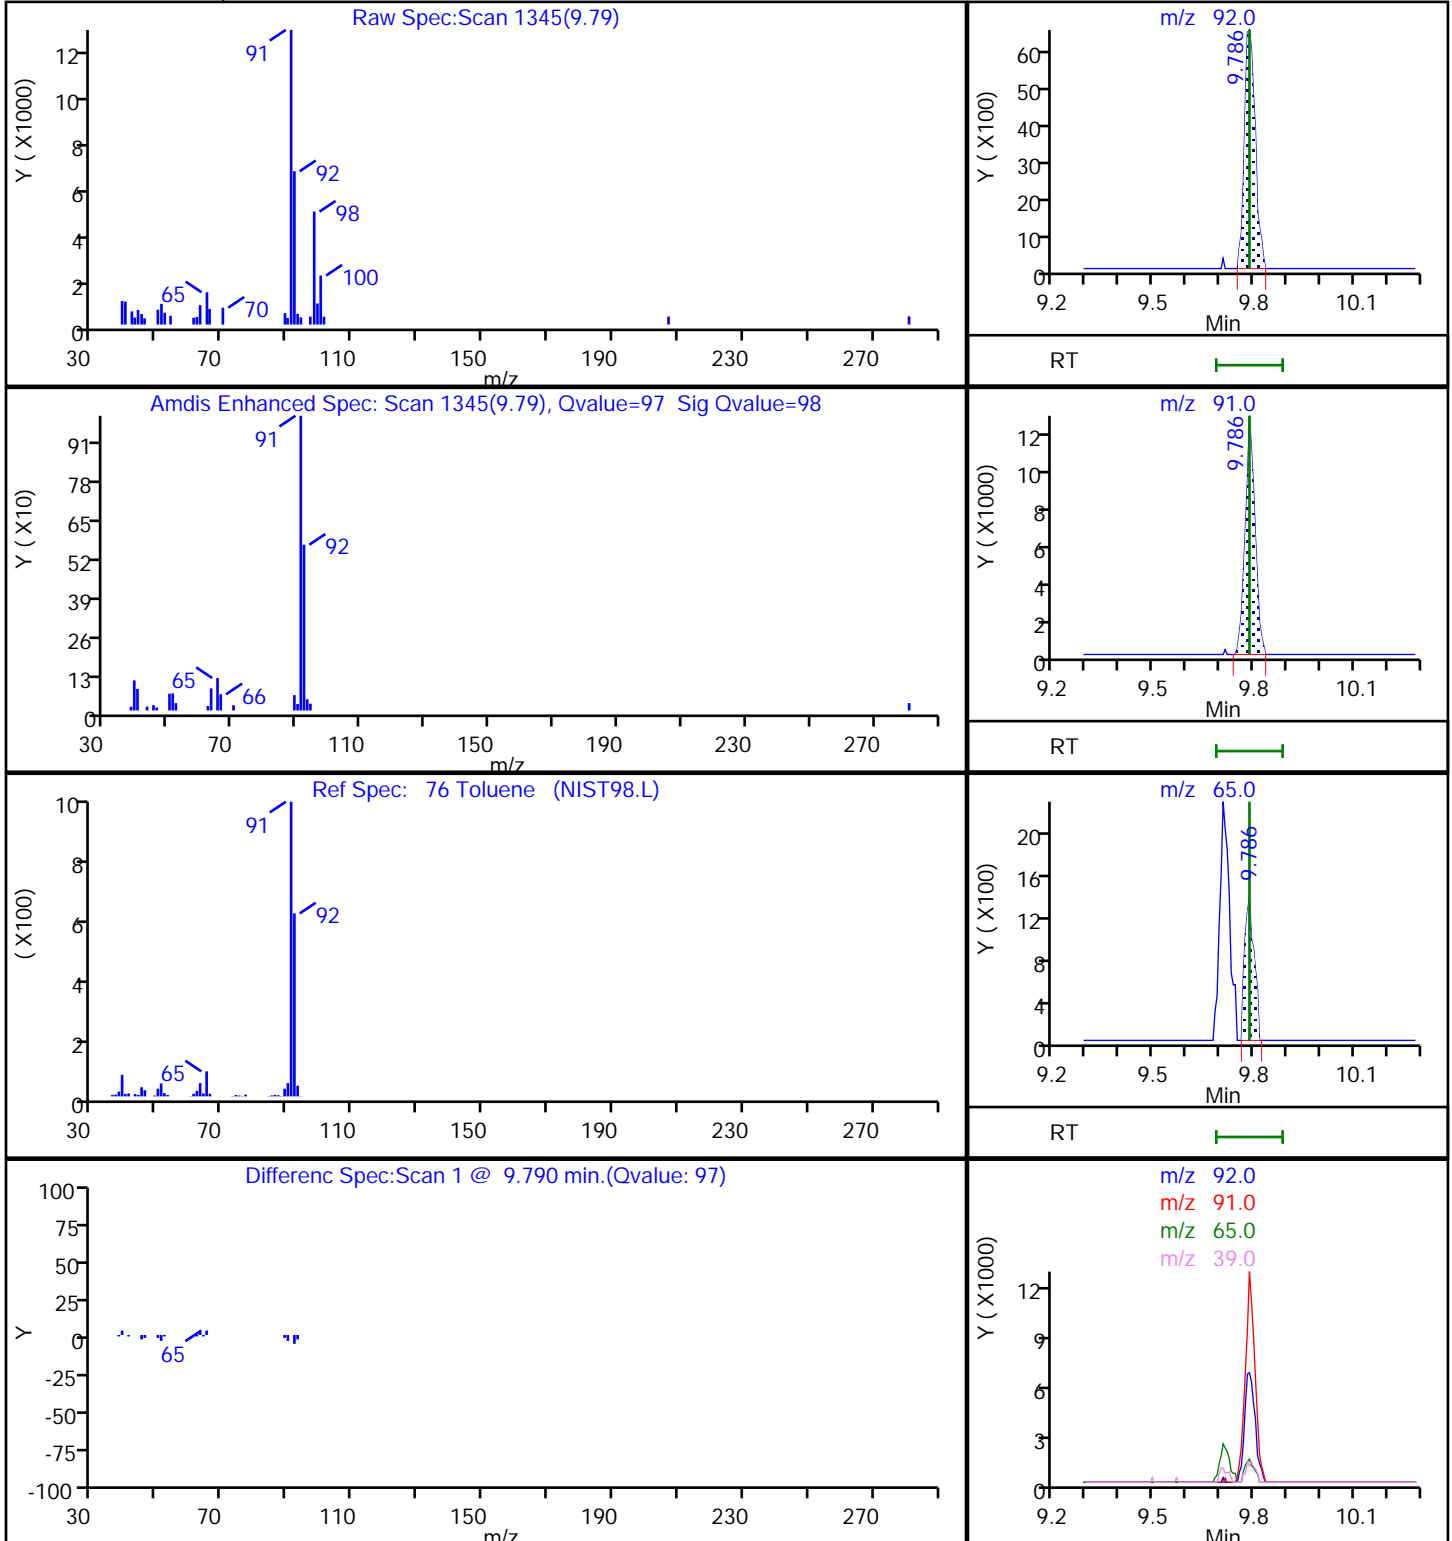 Raw Spec:Scan 1345(9.79)
Y ( X1000)
12
10
8
6
4
2
0
91
92
98
100
65
70
30 70 110 150 190 230 270
m/z
m/z 92.0
Y ( X100)
60
50
40
30
20
10
0
9.786
9.2 9.5 9.8 10.1
Min
RT
Amdis Enhanced Spec: Scan 1345(9.79), Qvalue=97 Sig Qvalue=98
Y ( X10)
91
78
65
52
39
26
13
0
91
92
65
66
30 70 110 150 190 230 270
m/z
m/z 91.0
Y ( X1000)
12
10
8
6
4
2
0
9.786
9.2 9.5 9.8 10.1
Min
RT
Ref Spec: 76 Toluene (NIST98.L)
( X100)
10
8
6
4
2
0
91
92
65
30 70 110 150 190 230 270
m/z 65.0
Y ( X100)
20
16
12
8
4
0
9.786
9.2 9.5 9.8 10.1
Min
RT
Differenc Spec:Scan 1 @ 9.790 min.(Qvalue: 97)
Y
100
75
50
25
0
-25
-50
-75
-100
65
30 70 110 150 190 230 270
m/z
m/z 92.0
m/z 91.0
m/z 65.0
m/z 39.0
Y ( X1000)
12
9
6
3
0
9.2 9.5 9.8 10.1
Min